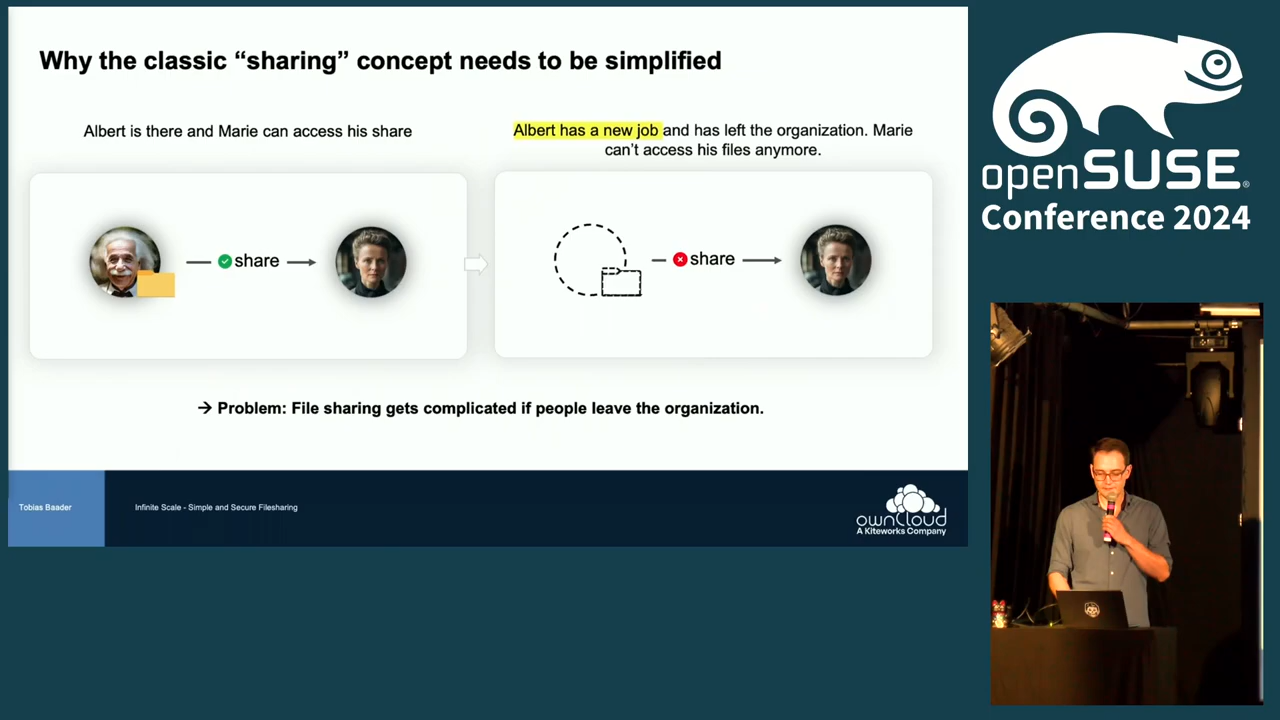 Why the classic “sharing” concept needs to be simplified
Albert is there and Marie can access his share
Albert has a new job and has left the organization. Marie
can’t access his files anymore.
share
share
→ Problem: File sharing gets complicated if people leave the organization.
Tobias Baader
Infinite Scale - Simple and Secure Filesharing
ownCloud
A Kiteworks Company
openSUSE®
Conference 2024